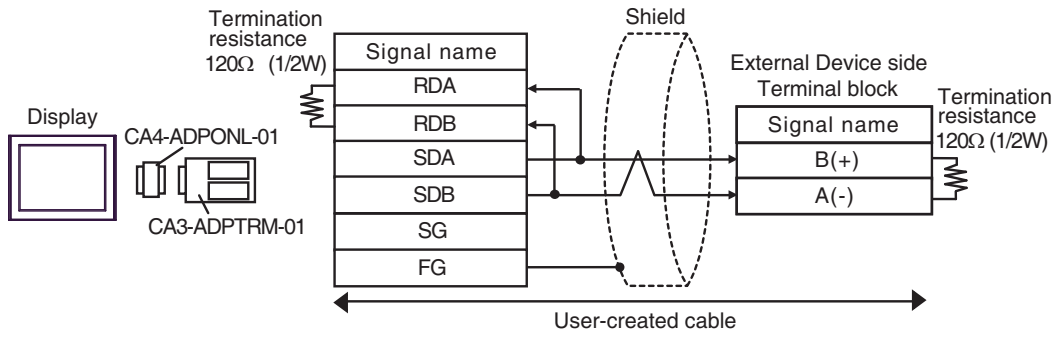 Termination
resistance
120Ω (1/2W)
Display
CA4-ADPONL-01
CA3-ADPTRM-01
Signal name
RDA
RDB
SDA
SDB
SG
FG
Shield
External Device side
Terminal block
Signal name
B(+)
A(-)
Termination
resistance
120Ω (1/2W)
User-created cable